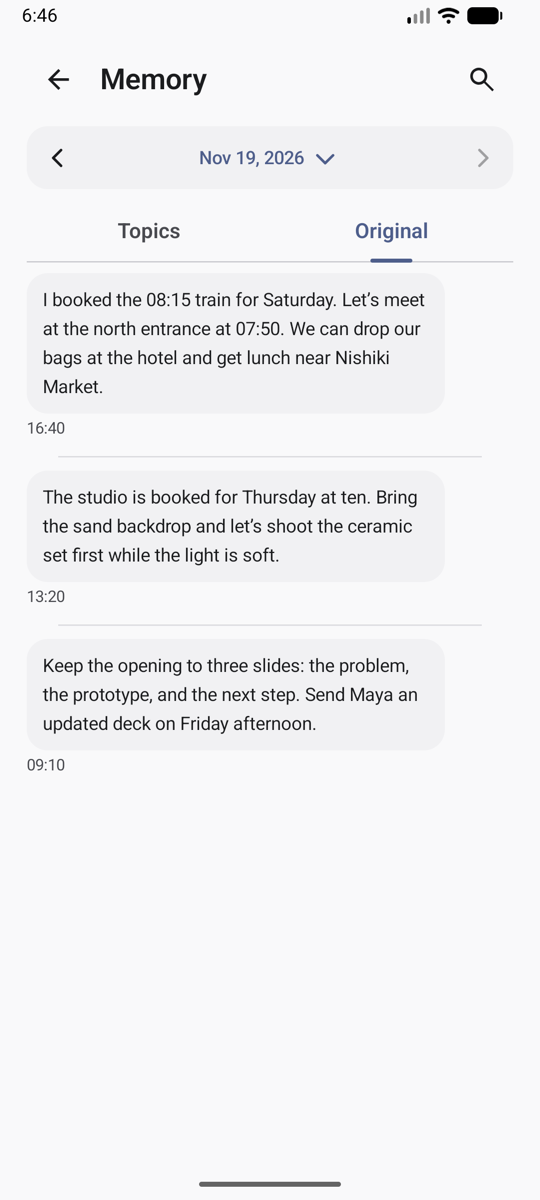 6:46
Memory
Nov 19, 2026
Topics
Original
I booked the 08:15 train for Saturday. Let’s meet
at the north entrance at 07:50. We can drop our
bags at the hotel and get lunch near Nishiki
Market.
16:40
The studio is booked for Thursday at ten. Bring
the sand backdrop and let’s shoot the ceramic
set first while the light is soft.
13:20
Keep the opening to three slides: the problem,
the prototype, and the next step. Send Maya an
updated deck on Friday afternoon.
09:10